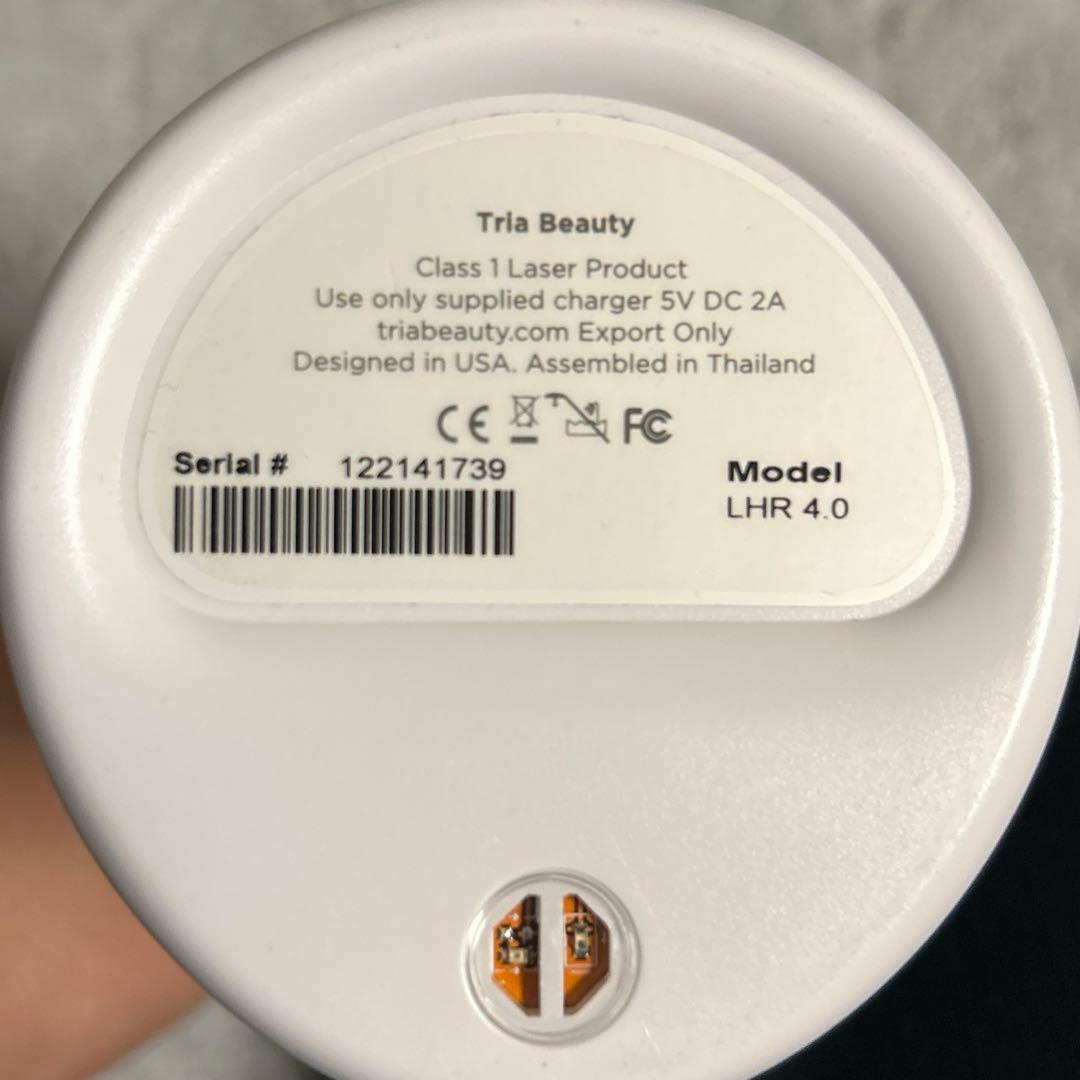 Tria Beauty
Class 1 Laser Product
Use only supplied charger 5V DC 2A
triabeauty.com Export Only
Designed in USA. Assembled in Thailand
CE FC
Serial # 122141739
Model
LHR 4.0